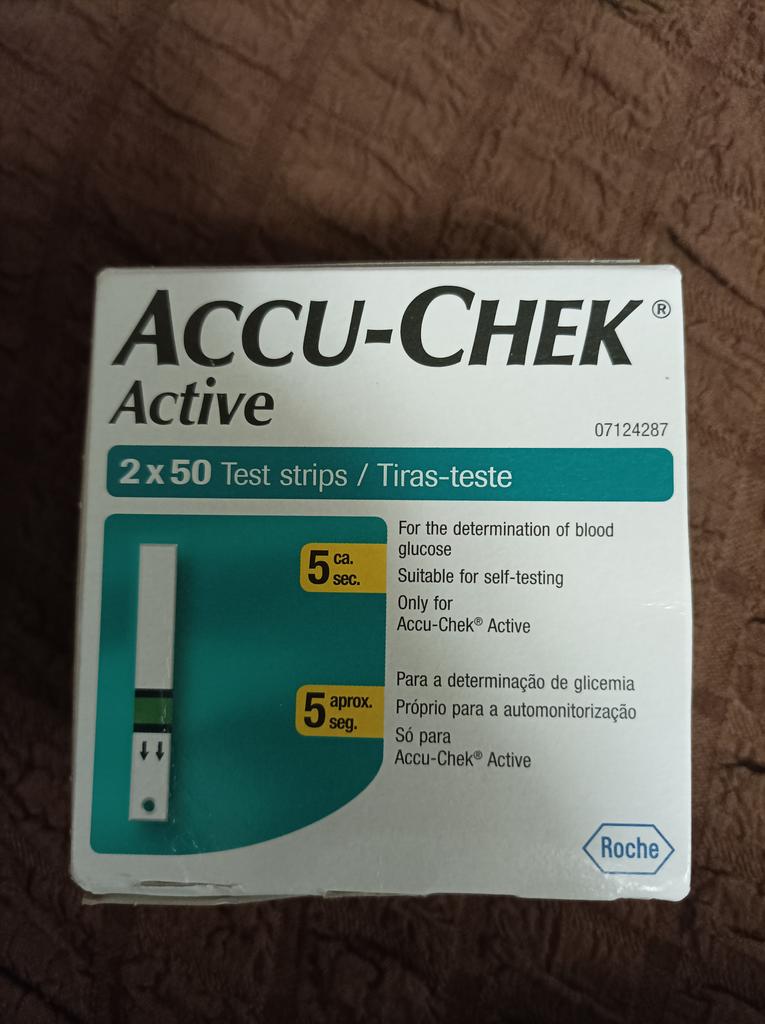 ACCU-CHEK®
Active
07124287
2 x 50 Test strips / Tiras-teste
5 ca.
sec.
For the determination of blood
glucose
Suitable for self-testing
Only for
Accu-Chek® Active
5 aprox.
seg.
Para a determinação de glicemia
Próprio para a automonitorização
Só para
Accu-Chek® Active
Roche